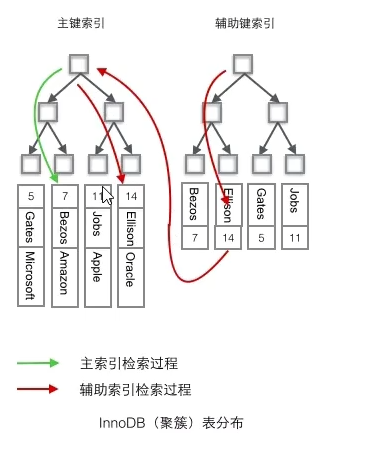 主键索引
辅助键索引
5
7
11
14
Gates
Bezos
Jobs
Ellison
Microsoft
Amazon
Apple
Oracle
Bezos
Ellison
Gates
Jobs
7
14
5
11
主索引检索过程
辅助索引检索过程
InnoDB（聚簇）表分布